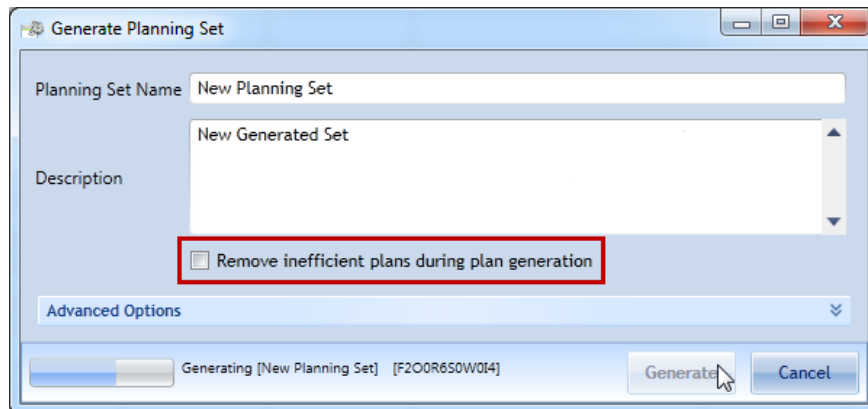 Generate Planning Set
Planning Set Name New Planning Set
New Generated Set
Description
Remove inefficient plans during plan generation
Advanced Options
Generating [New Planning Set] [F2O0R6S0W0I4]
Generate Cancel